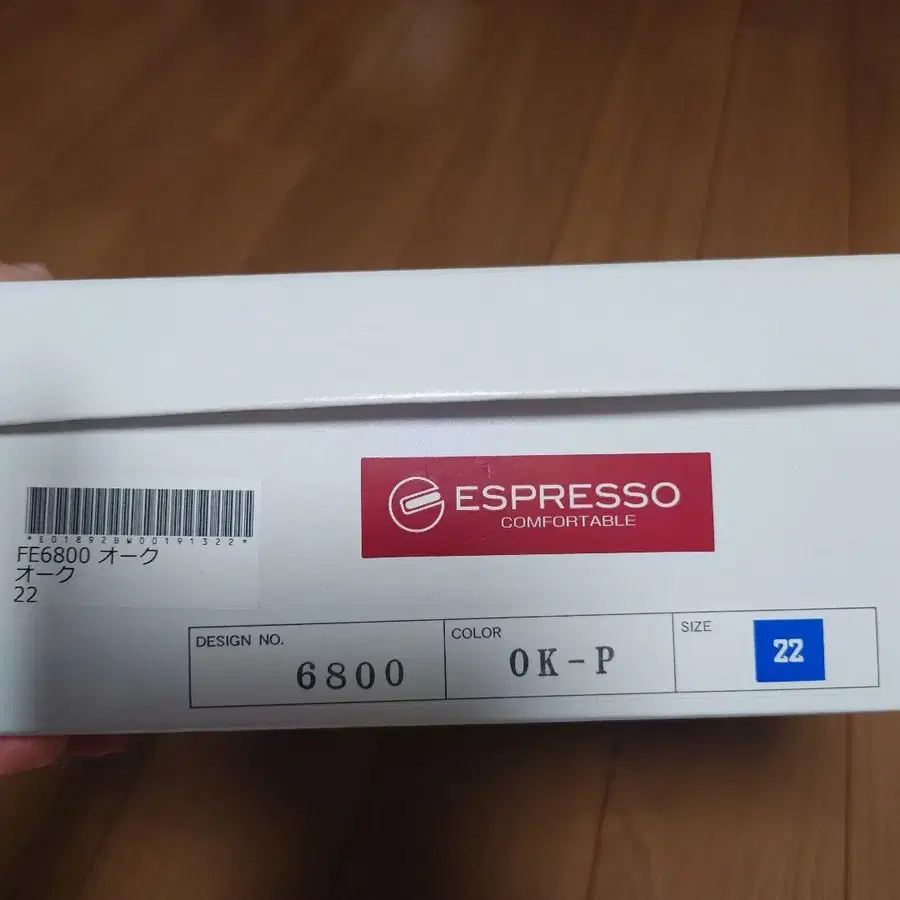 ESPRESSO
COMFORTABLE
*E01892BW00191322*
FE6800 オーク
オーク
22
DESIGN NO. 6800
COLOR OK-P
SIZE 22